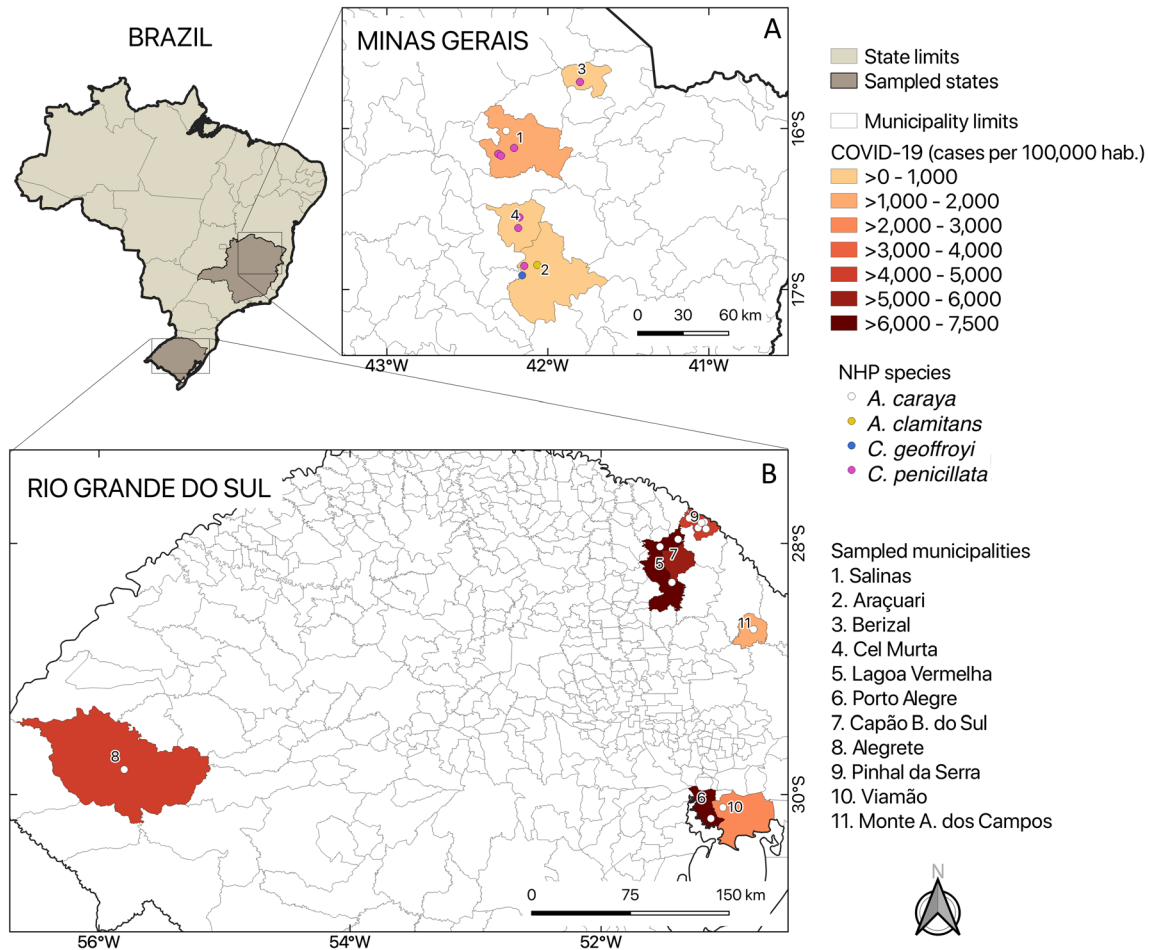 BRAZIL
MINAS GERAIS
A
3
1
4
2
0 30 60 km
16°S
17°S
43°W 42°W 41°W
State limits
Sampled states
Municipality limits
COVID-19 (cases per 100,000 hab.)
>0 - 1,000
>1,000 - 2,000
>2,000 - 3,000
>3,000 - 4,000
>4,000 - 5,000
>5,000 - 6,000
>6,000 - 7,500
NHP species
A. caraya
A. clamitans
C. geoffroyi
C. penicillata
RIO GRANDE DO SUL
B
9
7
5
11
8
6
10
28°S
30°S
0 75 150 km
56°W 54°W 52°W
Sampled municipalities
1. Salinas
2. Araçuari
3. Berizal
4. Cel Murta
5. Lagoa Vermelha
6. Porto Alegre
7. Capão B. do Sul
8. Alegrete
9. Pinhal da Serra
10. Viamão
11. Monte A. dos Campos
N